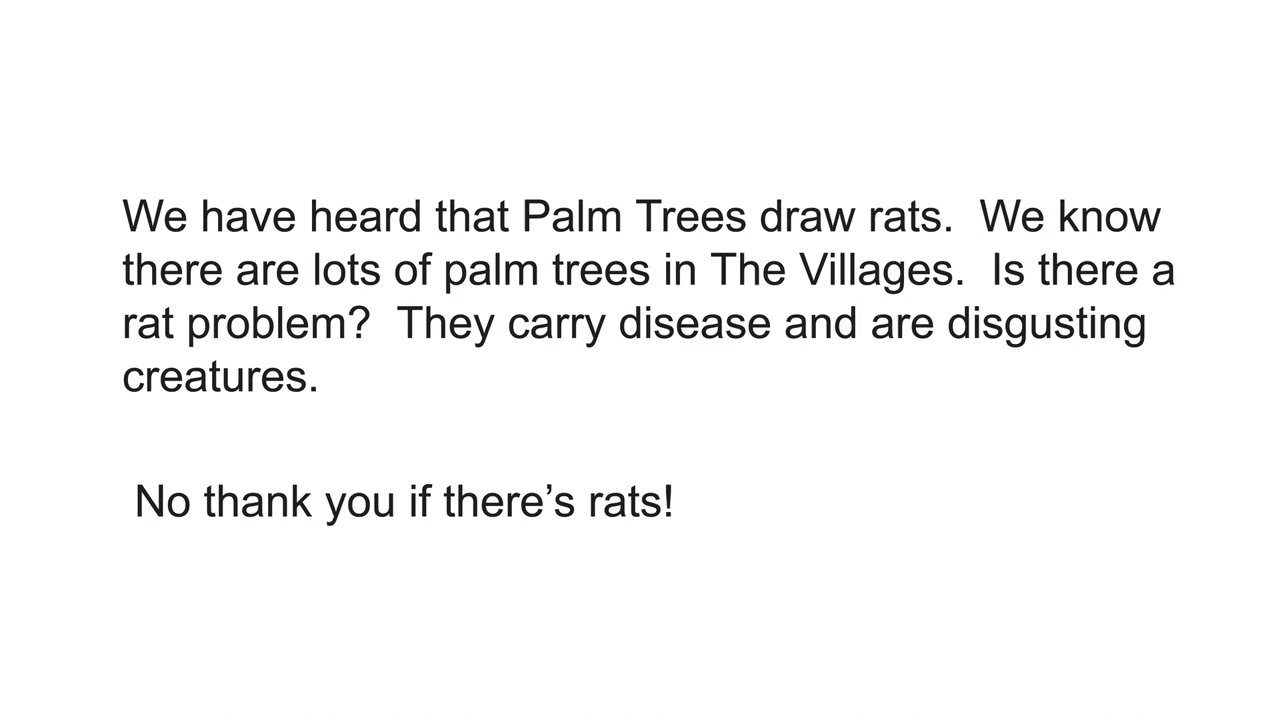 We have heard that Palm Trees draw rats.  We know
there are lots of palm trees in The Villages.  Is there a
rat problem?  They carry disease and are disgusting
creatures.
No thank you if there’s rats!